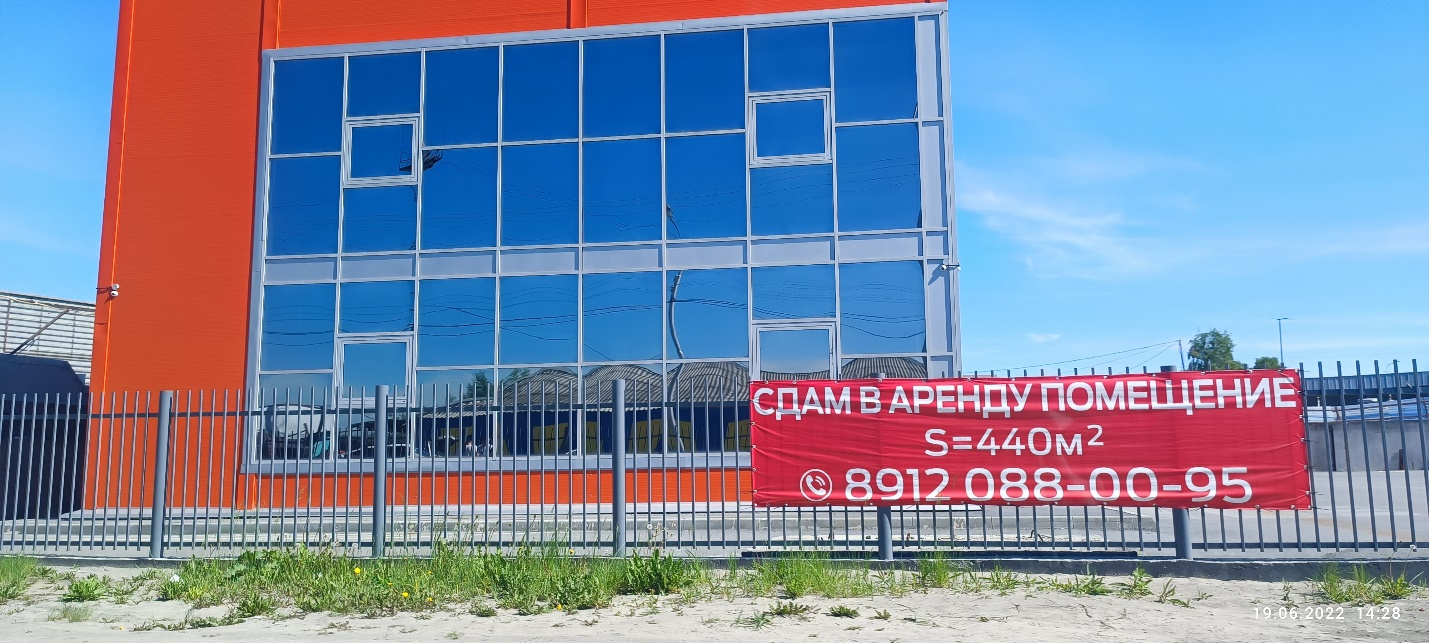 СДАМ В АРЕНДУ ПОМЕЩЕНИЕ
S=440м²
8912 088-00-95
19.06.2022 14:28